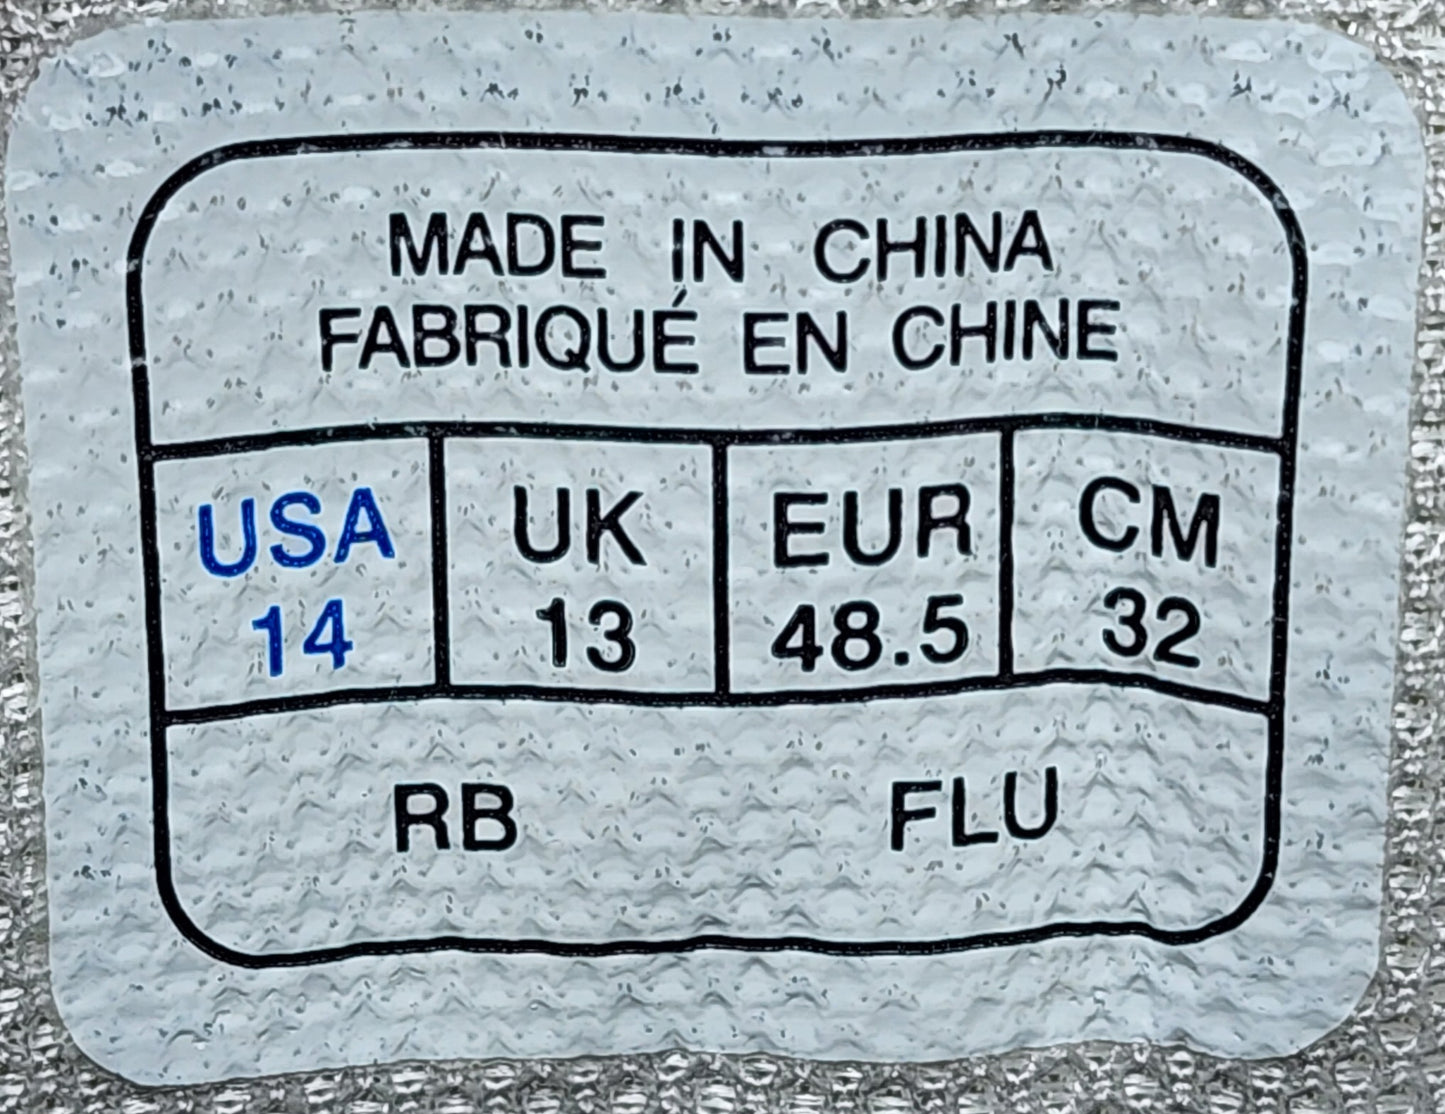 MADE IN CHINA
FABRIQUÉ EN CHINE
USA UK EUR CM
14 13 48.5 32
RB FLU